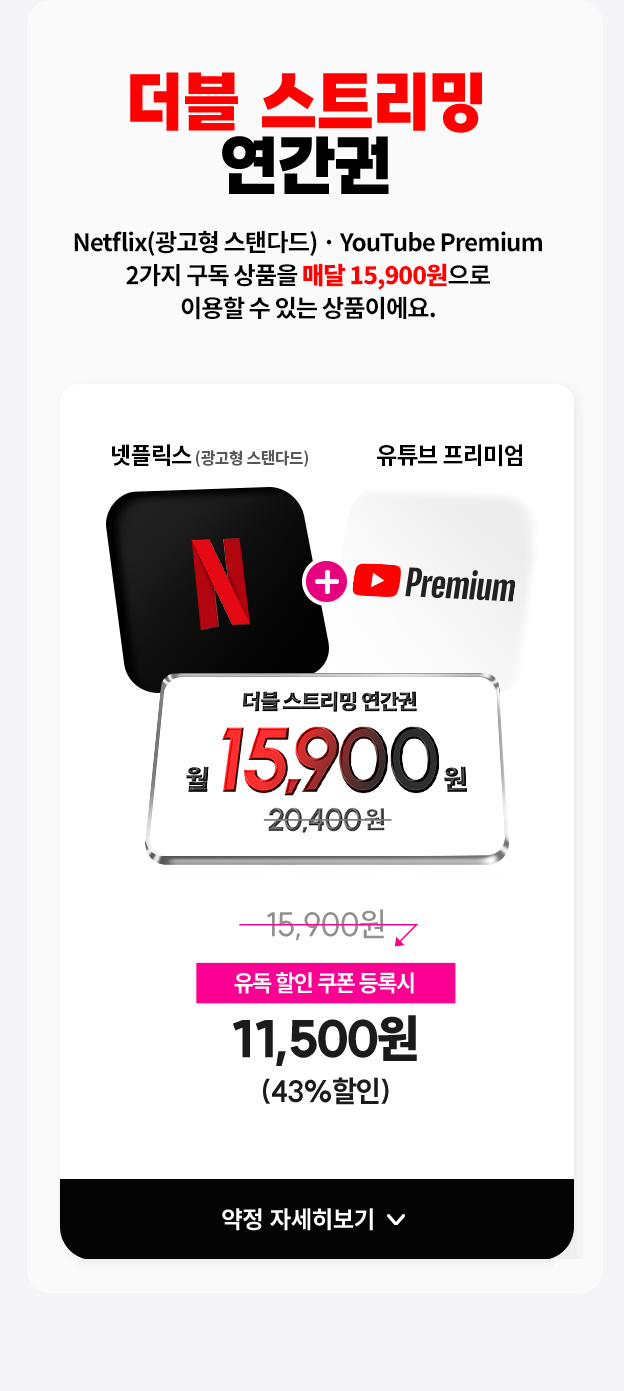 더블 스트리밍
연간권
Netflix(광고형 스탠다드) · YouTube Premium
2가지 구독 상품을 매달 15,900원으로
이용할 수 있는 상품이에요.
넷플릭스 (광고형 스탠다드)
유튜브 프리미엄
N
Premium
더블 스트리밍 연간권
월 15,900 원
20,400원
15,900원
유독 할인 쿠폰 등록시
11,500원
(43%할인)
약정 자세히보기